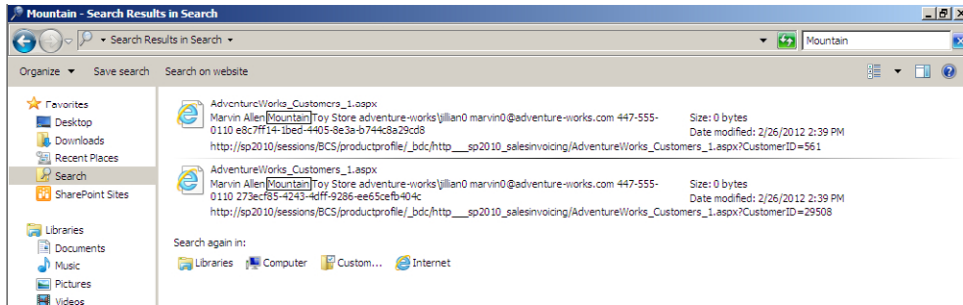 Mountain - Search Results in Search
Search Results in Search
Mountain
Organize
Save search
Search on website
Favorites
Desktop
Downloads
Recent Places
Search
SharePoint Sites
Libraries
Documents
Music
Pictures
Videos
AdventureWorks_Customers_1.aspx
Marvin Allen Mountain Toy Store adventure-works\jillian0 marvin0@adventure-works.com 447-555-
0110 e8c7ff14-1bed-4405-8e3a-b744c8a29cd8
http://sp2010/sessions/BCS/productprofile/_bdc/http___sp2010_salesinvoicing/AdventureWorks_Customers_1.aspx?CustomerID=561
Size: 0 bytes
Date modified: 2/26/2012 2:39 PM
AdventureWorks_Customers_1.aspx
Marvin Allen Mountain Toy Store adventure-works\jillian0 marvin0@adventure-works.com 447-555-
0110 273ecf85-4243-4dff-9286-ee65cefb404c
http://sp2010/sessions/BCS/productprofile/_bdc/http___sp2010_salesinvoicing/AdventureWorks_Customers_1.aspx?CustomerID=29508
Size: 0 bytes
Date modified: 2/26/2012 2:39 PM
Search again in:
Libraries
Computer
Custom...
Internet